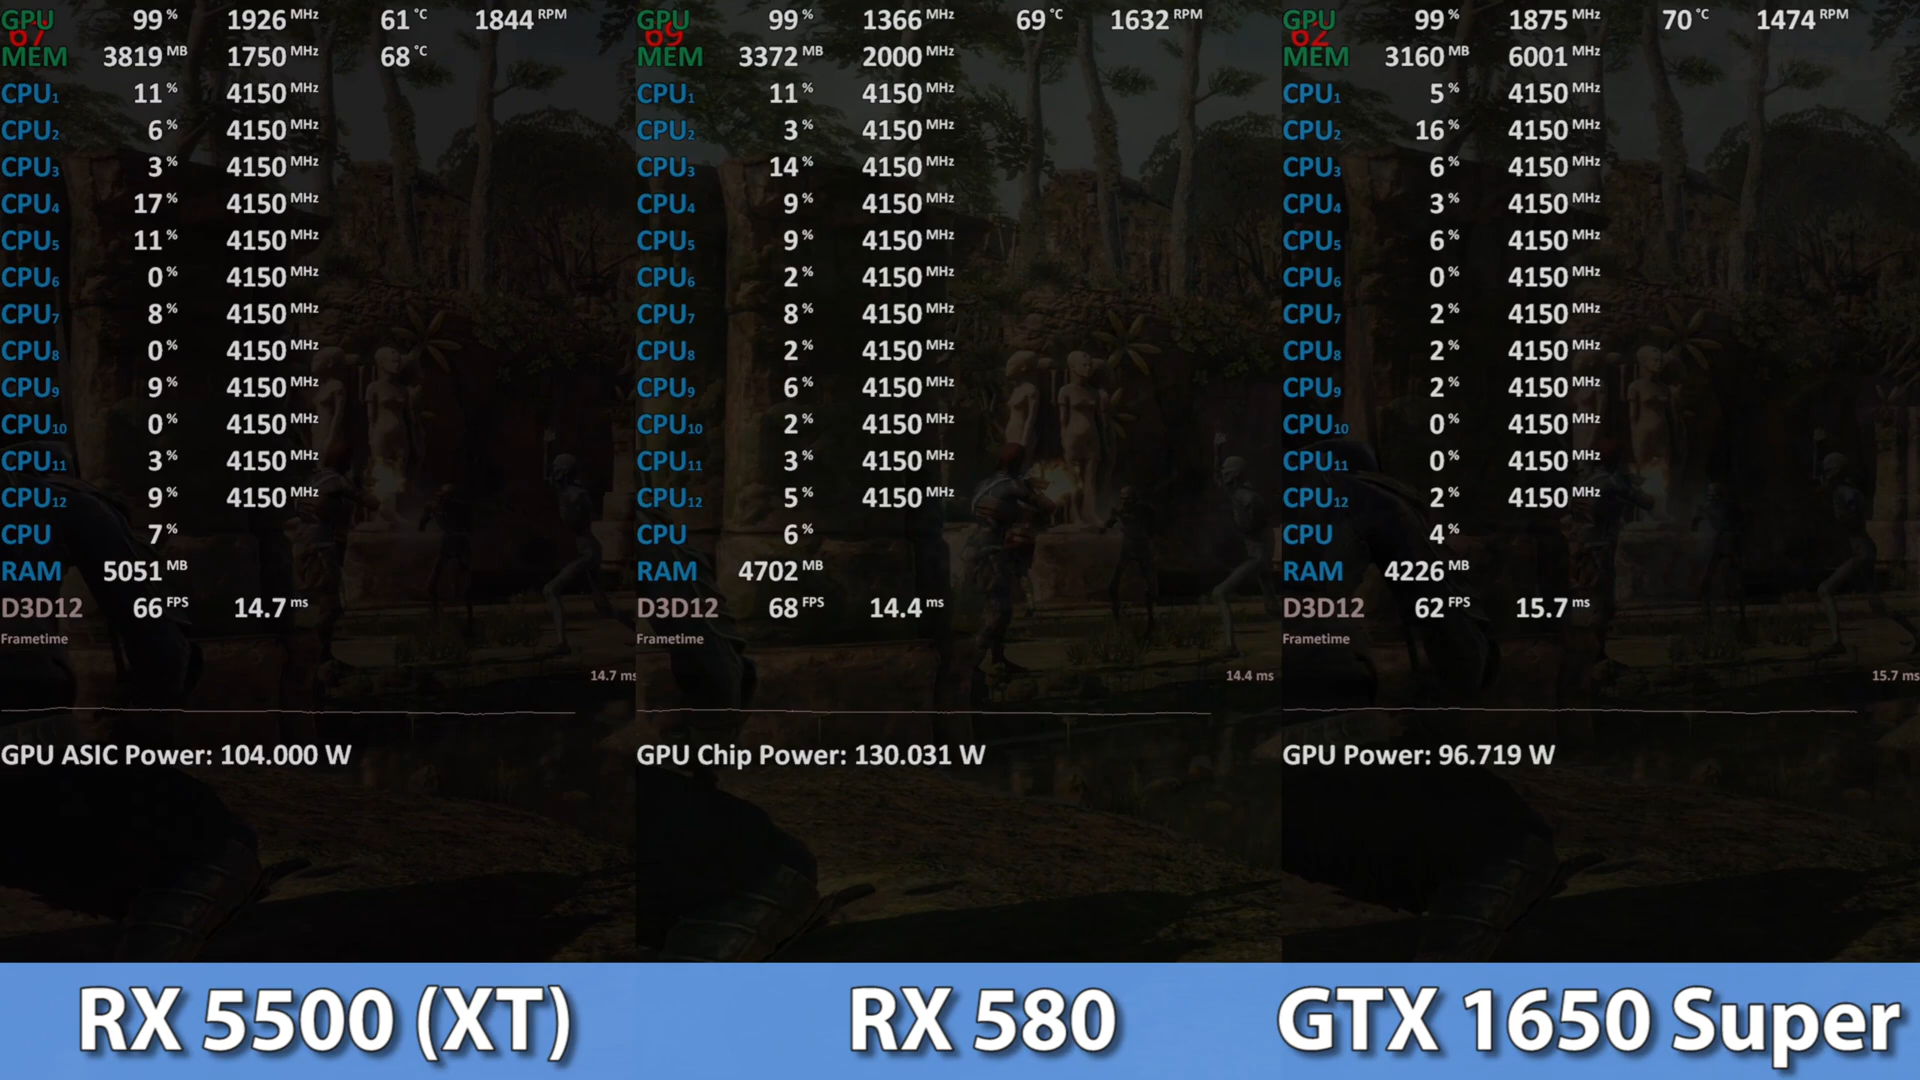 GPU 99 % 1926 MHz 61 °C 1844 RPM
67
MEM 3819 MB 1750 MHz 68 °C
CPU1 11 % 4150 MHz
CPU2 6 % 4150 MHz
CPU3 3 % 4150 MHz
CPU4 17 % 4150 MHz
CPU5 11 % 4150 MHz
CPU6 0 % 4150 MHz
CPU7 8 % 4150 MHz
CPU8 0 % 4150 MHz
CPU9 9 % 4150 MHz
CPU10 0 % 4150 MHz
CPU11 3 % 4150 MHz
CPU12 9 % 4150 MHz
CPU 7 %
RAM 5051 MB
D3D12 66 FPS 14.7 ms
Frametime
14.7 ms
GPU ASIC Power: 104.000 W
RX 5500 (XT)
GPU 99 % 1366 MHz 69 °C 1632 RPM
69
MEM 3372 MB 2000 MHz
CPU1 11 % 4150 MHz
CPU2 3 % 4150 MHz
CPU3 14 % 4150 MHz
CPU4 9 % 4150 MHz
CPU5 9 % 4150 MHz
CPU6 2 % 4150 MHz
CPU7 8 % 4150 MHz
CPU8 2 % 4150 MHz
CPU9 6 % 4150 MHz
CPU10 2 % 4150 MHz
CPU11 3 % 4150 MHz
CPU12 5 % 4150 MHz
CPU 6 %
RAM 4702 MB
D3D12 68 FPS 14.4 ms
Frametime
14.4 ms
GPU Chip Power: 130.031 W
RX 580
GPU 99 % 1875 MHz 70 °C 1474 RPM
62
MEM 3160 MB 6001 MHz
CPU1 5 % 4150 MHz
CPU2 16 % 4150 MHz
CPU3 6 % 4150 MHz
CPU4 3 % 4150 MHz
CPU5 6 % 4150 MHz
CPU6 0 % 4150 MHz
CPU7 2 % 4150 MHz
CPU8 2 % 4150 MHz
CPU9 2 % 4150 MHz
CPU10 0 % 4150 MHz
CPU11 0 % 4150 MHz
CPU12 2 % 4150 MHz
CPU 4 %
RAM 4226 MB
D3D12 62 FPS 15.7 ms
Frametime
15.7 ms
GPU Power: 96.719 W
GTX 1650 Super